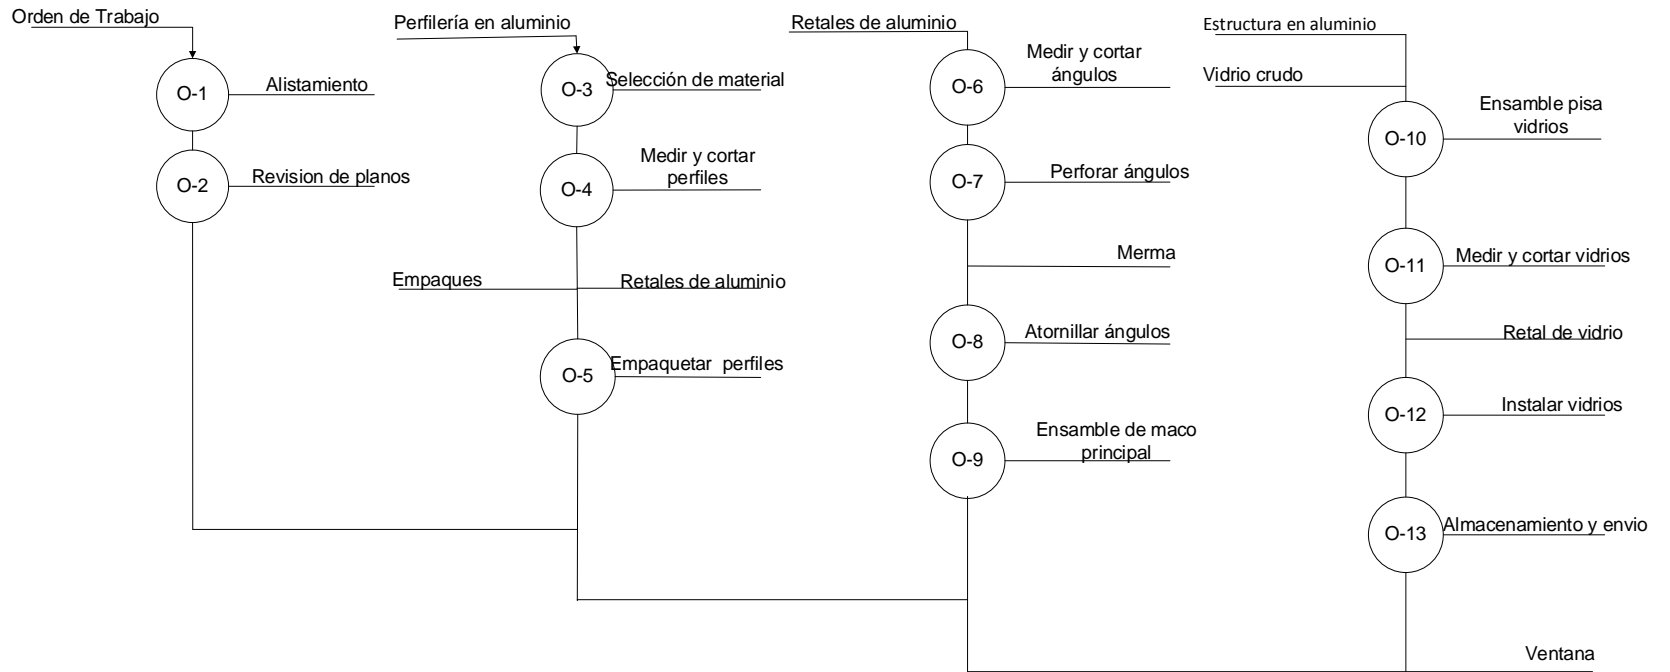 Orden de Trabajo
O-1
Alistamiento
O-2
Revision de planos
Perfilería en aluminio
O-3
Selección de material
O-4
Medir y cortar
perfiles
Empaques
Retales de aluminio
O-5
Empaquetar perfiles
Retales de aluminio
O-6
Medir y cortar
ángulos
O-7
Perforar ángulos
Merma
O-8
Atornillar ángulos
O-9
Ensamble de maco
principal
Estructura en aluminio
Vidrio crudo
O-10
Ensamble pisa
vidrios
O-11
Medir y cortar vidrios
Retal de vidrio
O-12
Instalar vidrios
O-13
Almacenamiento y envio
Ventana